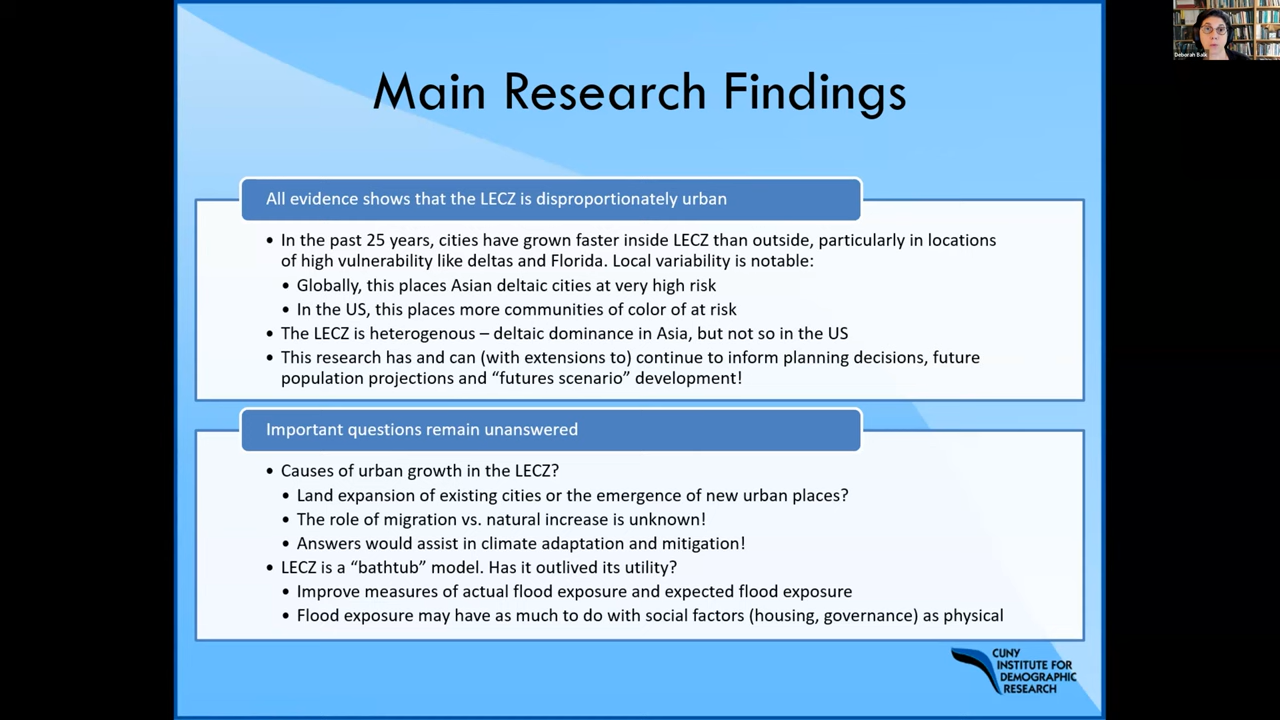 Main Research Findings
All evidence shows that the LECZ is disproportionately urban
• In the past 25 years, cities have grown faster inside LECZ than outside, particularly in locations
of high vulnerability like deltas and Florida. Local variability is notable:
• Globally, this places Asian deltaic cities at very high risk
• In the US, this places more communities of color of at risk
• The LECZ is heterogenous – deltaic dominance in Asia, but not so in the US
• This research has and can (with extensions to) continue to inform planning decisions, future
population projections and “futures scenario” development!
Important questions remain unanswered
• Causes of urban growth in the LECZ?
• Land expansion of existing cities or the emergence of new urban places?
• The role of migration vs. natural increase is unknown!
• Answers would assist in climate adaptation and mitigation!
• LECZ is a “bathtub” model. Has it outlived its utility?
• Improve measures of actual flood exposure and expected flood exposure
• Flood exposure may have as much to do with social factors (housing, governance) as physical
CUNY
INSTITUTE FOR
DEMOGRAPHIC
RESEARCH
Deborah Balk